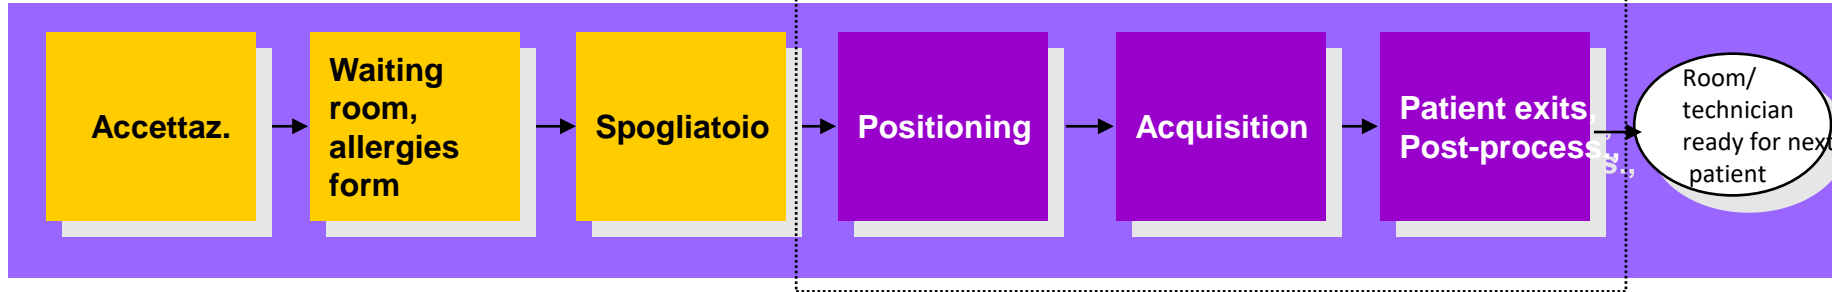 Accettaz.
Waiting
room,
allergies
form
Spogliatoio
Positioning
Acquisition
Patient exits,
Post-process.,
Room/
technician
ready for next
patient